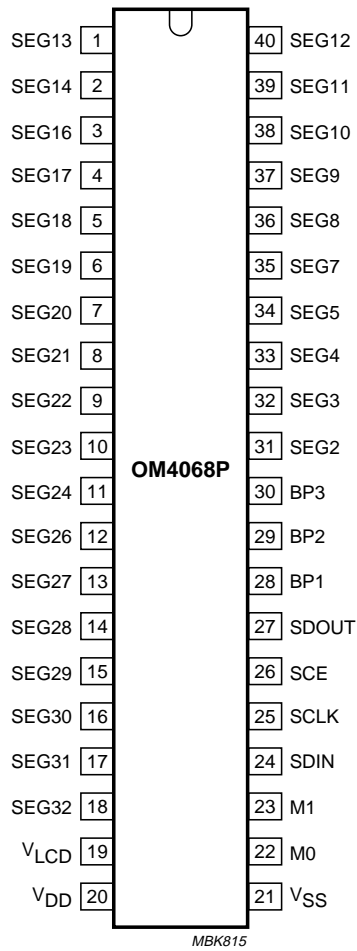 SEG13 1 40 SEG12
SEG14 2 39 SEG11
SEG16 3 38 SEG10
SEG17 4 37 SEG9
SEG18 5 36 SEG8
SEG19 6 35 SEG7
SEG20 7 34 SEG5
SEG21 8 33 SEG4
SEG22 9 32 SEG3
SEG23 10 31 SEG2
OM4068P
SEG24 11 30 BP3
SEG26 12 29 BP2
SEG27 13 28 BP1
SEG28 14 27 SDOUT
SEG29 15 26 SCE
SEG30 16 25 SCLK
SEG31 17 24 SDIN
SEG32 18 23 M1
VLCD 19 22 M0
VDD 20 21 VSS
MBK815